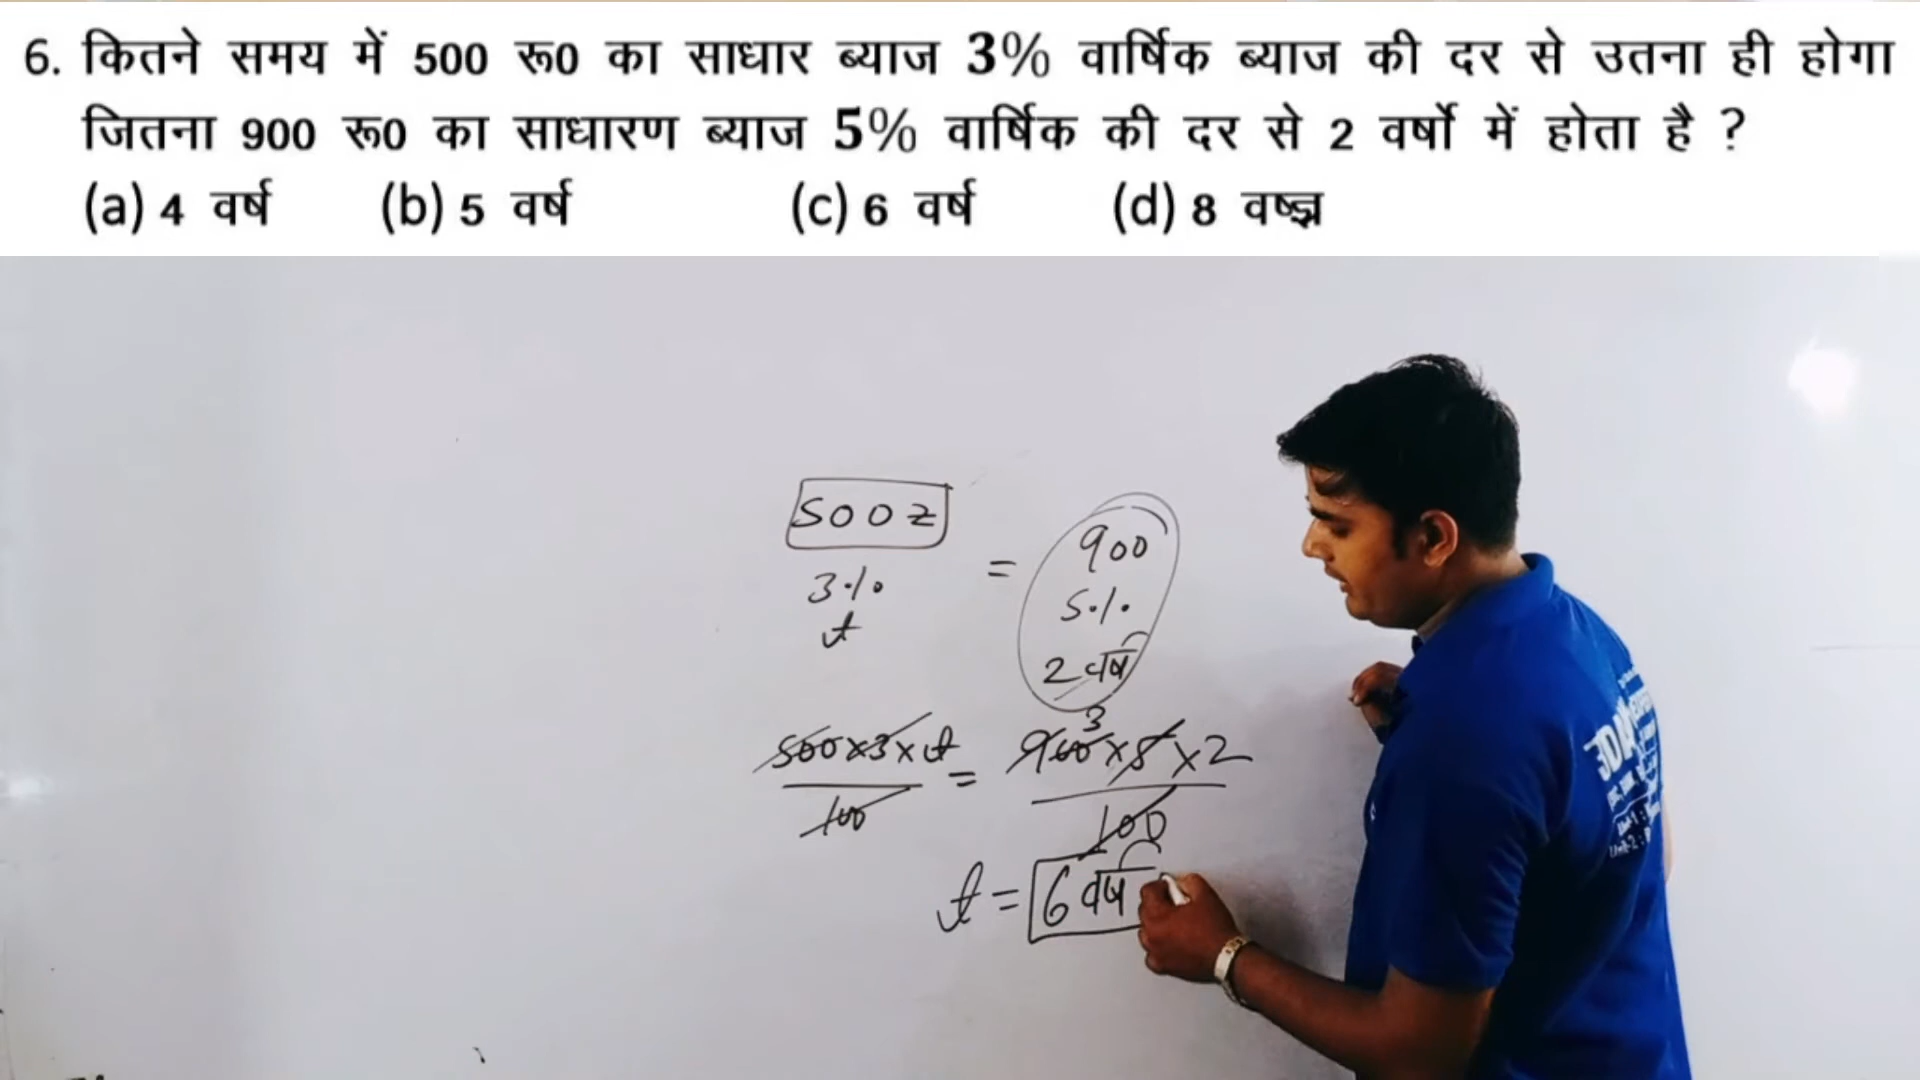 6. कितने समय में 500 रू0 का साधार ब्याज 3% वार्षिक ब्याज की दर से उतना ही होगा
जितना 900 रू0 का साधारण ब्याज 5% वार्षिक की दर से 2 वर्षो में होता है ?
(a) 4 वर्ष (b) 5 वर्ष (c) 6 वर्ष (d) 8 वष्ज्ञ
500 ₹
3%
t
=
900
5%
2 वर्ष
500×3×t = 900×5×2
3
100 100
t = 6 वर्ष